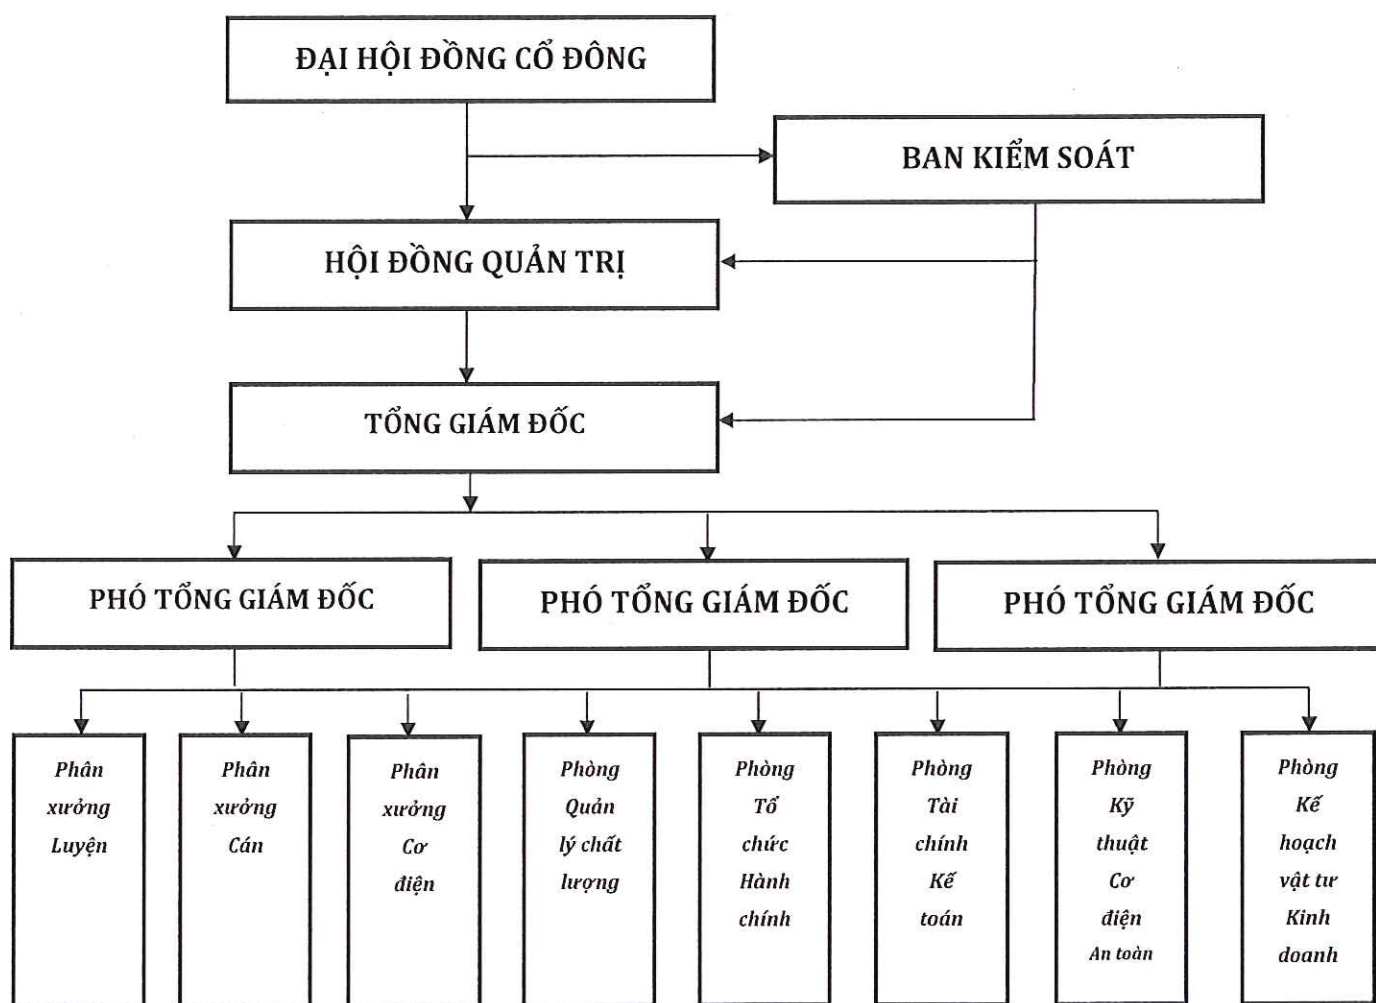 ĐẠI HỘI ĐỒNG CỔ ĐÔNG
BAN KIỂM SOÁT
HỘI ĐỒNG QUẢN TRỊ
TỔNG GIÁM ĐỐC
PHÓ TỔNG GIÁM ĐỐC
PHÓ TỔNG GIÁM ĐỐC
PHÓ TỔNG GIÁM ĐỐC
Phân
xưởng
Luyện
Phân
xưởng
Cán
Phân
xưởng
Cơ
điện
Phòng
Quản
lý chất
lượng
Phòng
Tổ
chức
Hành
chính
Phòng
Tài
chính
Kế
toán
Phòng
Kỹ
thuật
Cơ
điện
An toàn
Phòng
Kế
hoạch
vật tư
Kinh
doanh